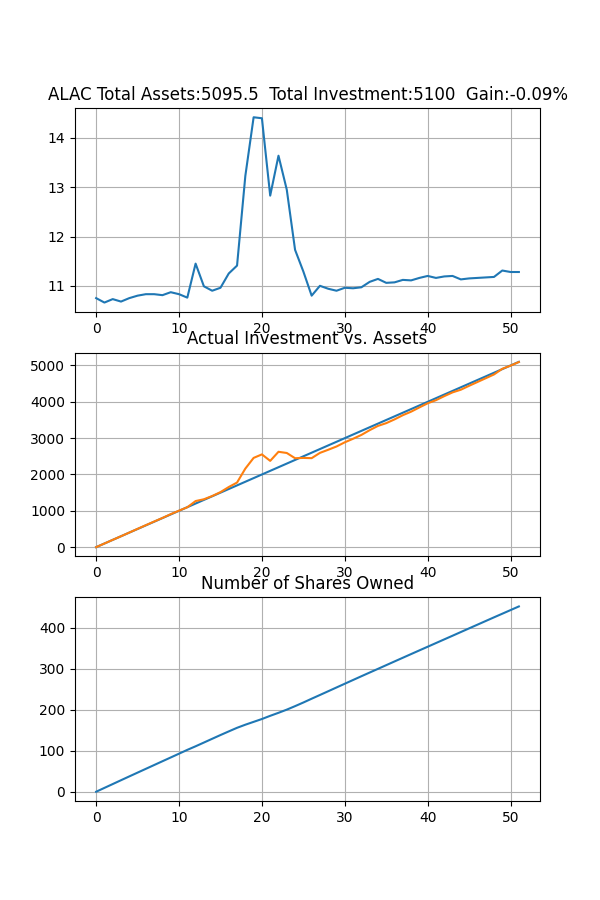 ALAC Total Assets:5095.5  Total Investment:5100  Gain:-0.09%
14
13
12
11
0 10 20 30 40 50
Actual Investment vs. Assets
5000
4000
3000
2000
1000
0
0 10 20 30 40 50
Number of Shares Owned
400
300
200
100
0
0 10 20 30 40 50